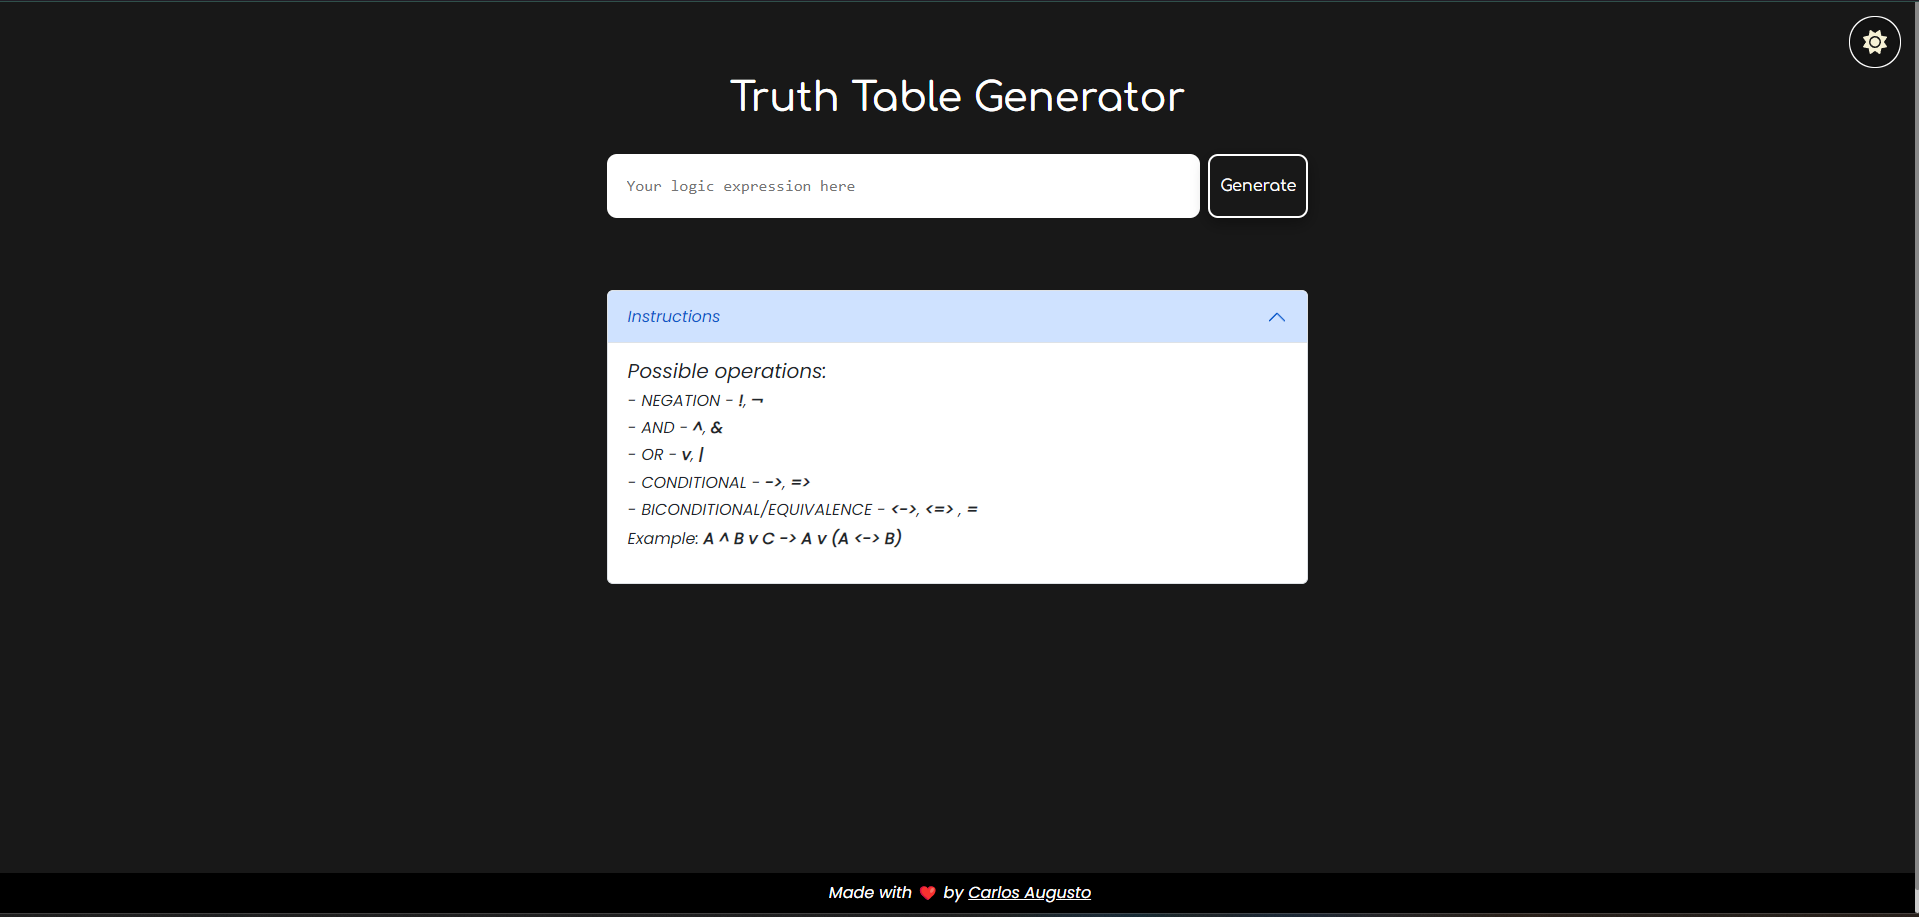 Truth Table Generator
Your logic expression here
Generate
Instructions
Possible operations:
- NEGATION - !, ¬
- AND - ^, &
- OR - v, |
- CONDITIONAL - ->, =>
- BICONDITIONAL/EQUIVALENCE - <->, <=> , =
Example: A ^ B v C -> A v (A <-> B)
Made with ❤️ by Carlos Augusto